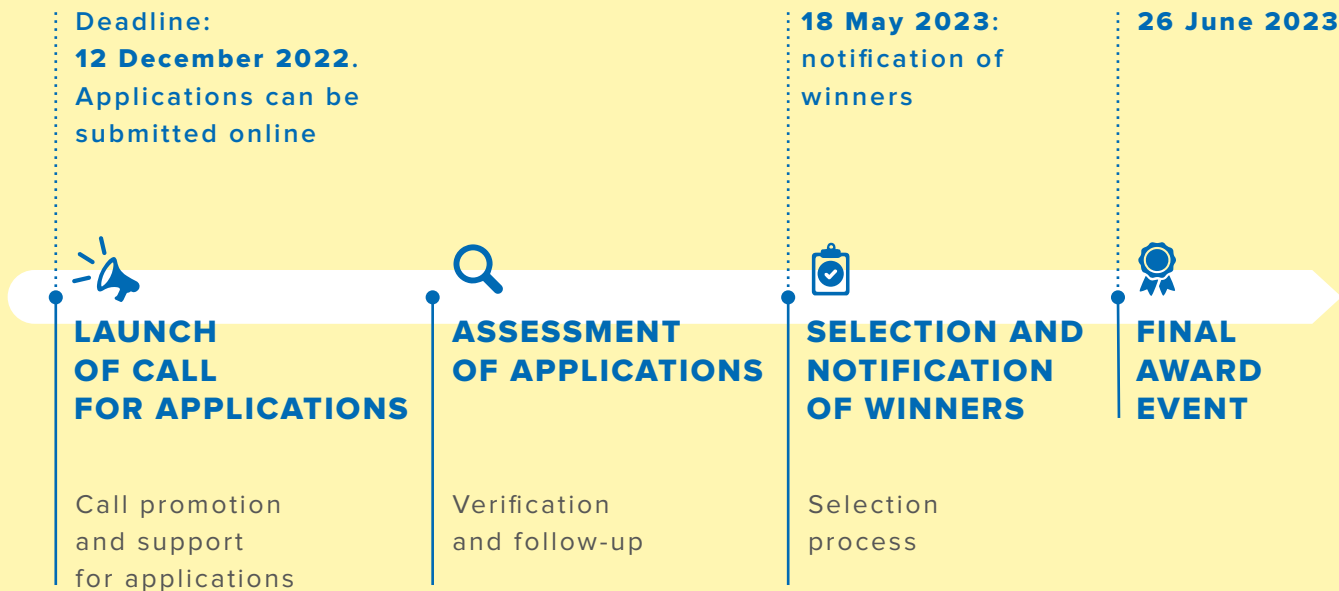 Deadline:
12 December 2022.
Applications can be
submitted online
18 May 2023:
notification of
winners
26 June 2023
LAUNCH
OF CALL
FOR APPLICATIONS
ASSESSMENT
OF APPLICATIONS
SELECTION AND
NOTIFICATION
OF WINNERS
FINAL
AWARD
EVENT
Call promotion
and support
for applications
Verification
and follow-up
Selection
process